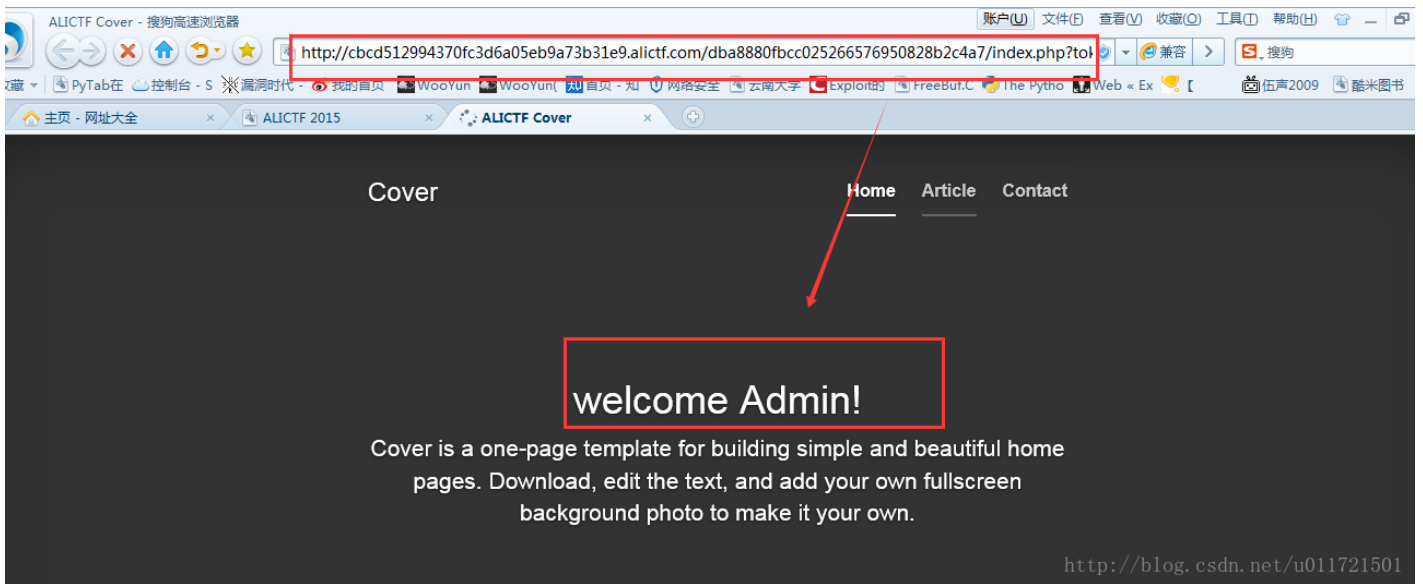 ALICTF Cover - 搜狗高速浏览器
账户(U) 文件(F) 查看(V) 收藏(O) 工具(T) 帮助(H)
http://cbcd512994370fc3d6a05eb9a73b31e9.alictf.com/dba8880fbcc025266576950828b2c4a7/index.php?tok
兼容
搜狗
收藏 PyTab在 控制台 - S 漏洞时代 - 我的首页 WooYun WooYun( 首页 - 知 网络安全 云南大学 Exploit的 FreeBuf.C The Pytho Web « Ex 【 伍声2009 酷米图书
主页 - 网址大全 ALICTF 2015 ALICTF Cover
Cover Home Article Contact
welcome Admin!
Cover is a one-page template for building simple and beautiful home
pages. Download, edit the text, and add your own fullscreen
background photo to make it your own.
http://blog.csdn.net/u011721501